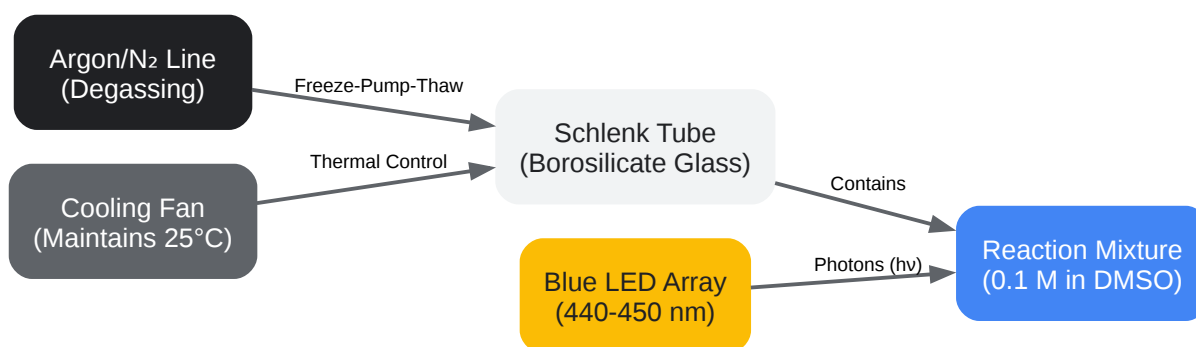 Argon/N₂ Line
(Degassing)
Freeze-Pump-Thaw
Schlenk Tube
(Borosilicate Glass)
Thermal Control
Cooling Fan
(Maintains 25°C)
Contains
Reaction Mixture
(0.1 M in DMSO)
Photons (hν)
Blue LED Array
(440-450 nm)